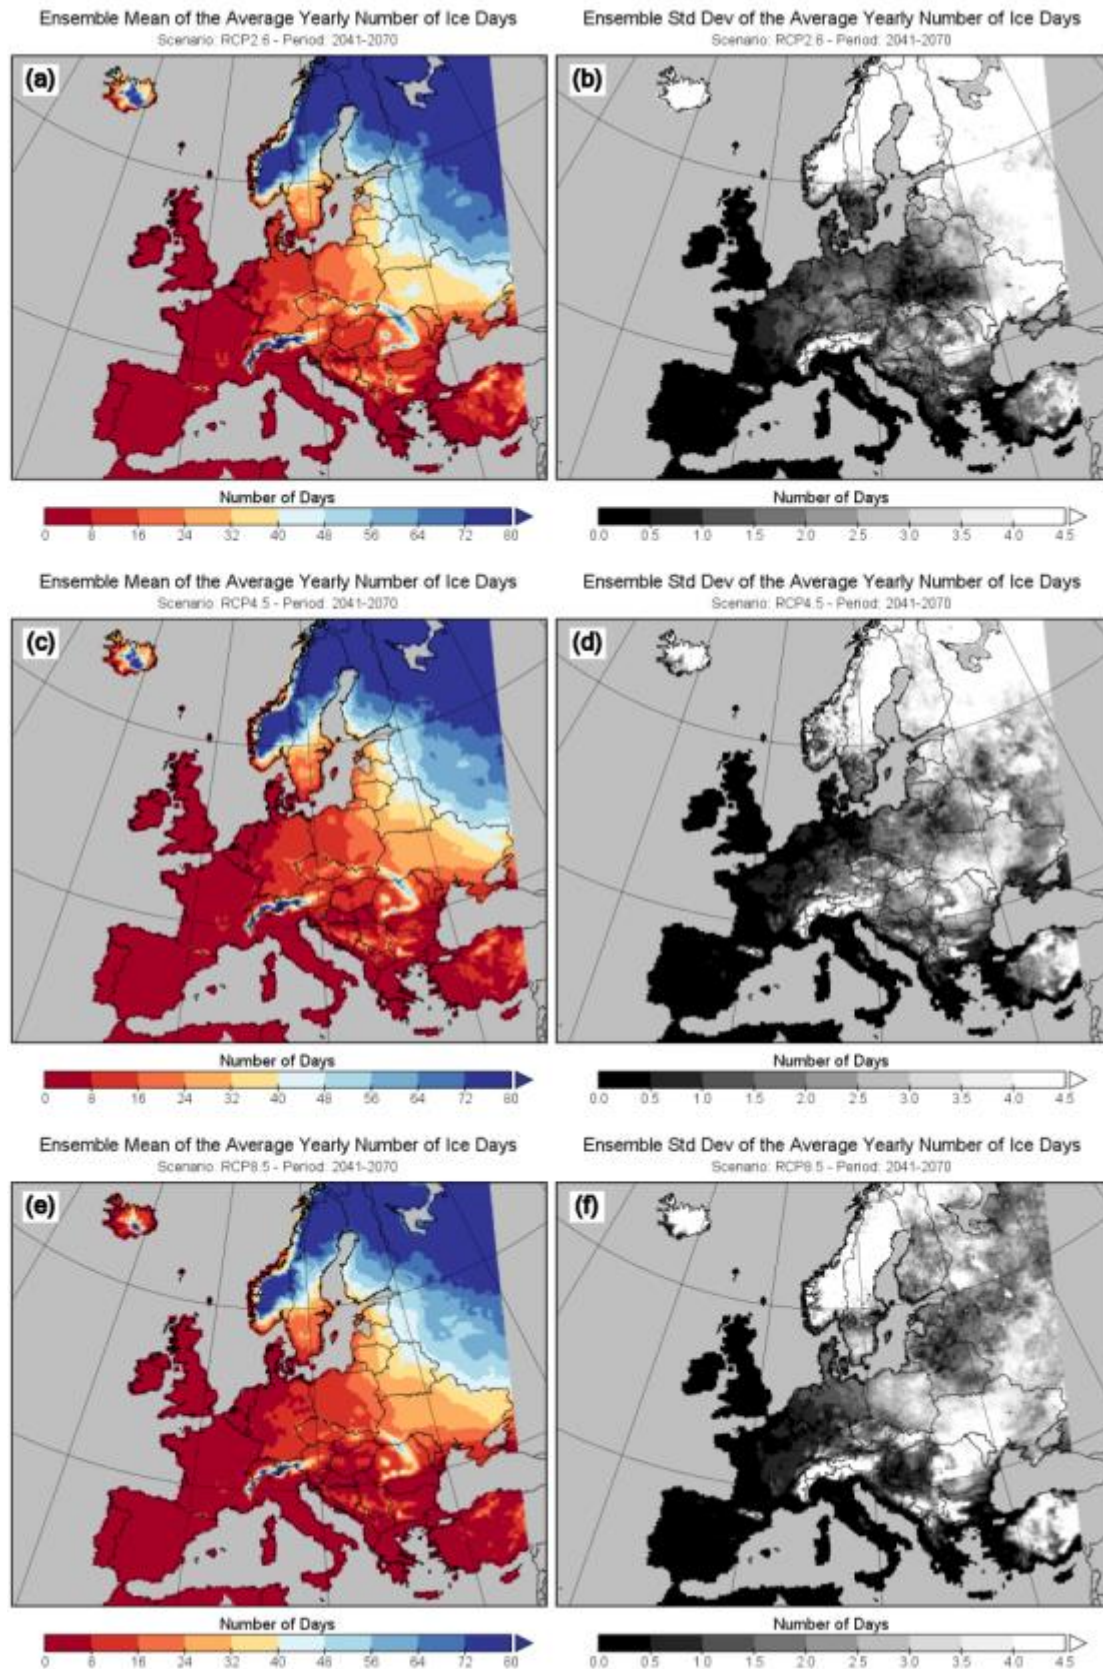 Ensemble Mean of the Average Yearly Number of Ice Days
Scenario: RCP2.6 - Period: 2041-2070
(a)
Number of Days
0 8 16 24 32 40 48 56 64 72 80
Ensemble Std Dev of the Average Yearly Number of Ice Days
Scenario: RCP2.6 - Period: 2041-2070
(b)
Number of Days
0.0 0.5 1.0 1.5 2.0 2.5 3.0 3.5 4.0 4.5
Ensemble Mean of the Average Yearly Number of Ice Days
Scenario: RCP4.5 - Period: 2041-2070
(c)
Number of Days
0 8 16 24 32 40 48 56 64 72 80
Ensemble Std Dev of the Average Yearly Number of Ice Days
Scenario: RCP4.5 - Period: 2041-2070
(d)
Number of Days
0.0 0.5 1.0 1.5 2.0 2.5 3.0 3.5 4.0 4.5
Ensemble Mean of the Average Yearly Number of Ice Days
Scenario: RCP8.5 - Period: 2041-2070
(e)
Number of Days
0 8 16 24 32 40 48 56 64 72 80
Ensemble Std Dev of the Average Yearly Number of Ice Days
Scenario: RCP8.5 - Period: 2041-2070
(f)
Number of Days
0.0 0.5 1.0 1.5 2.0 2.5 3.0 3.5 4.0 4.5